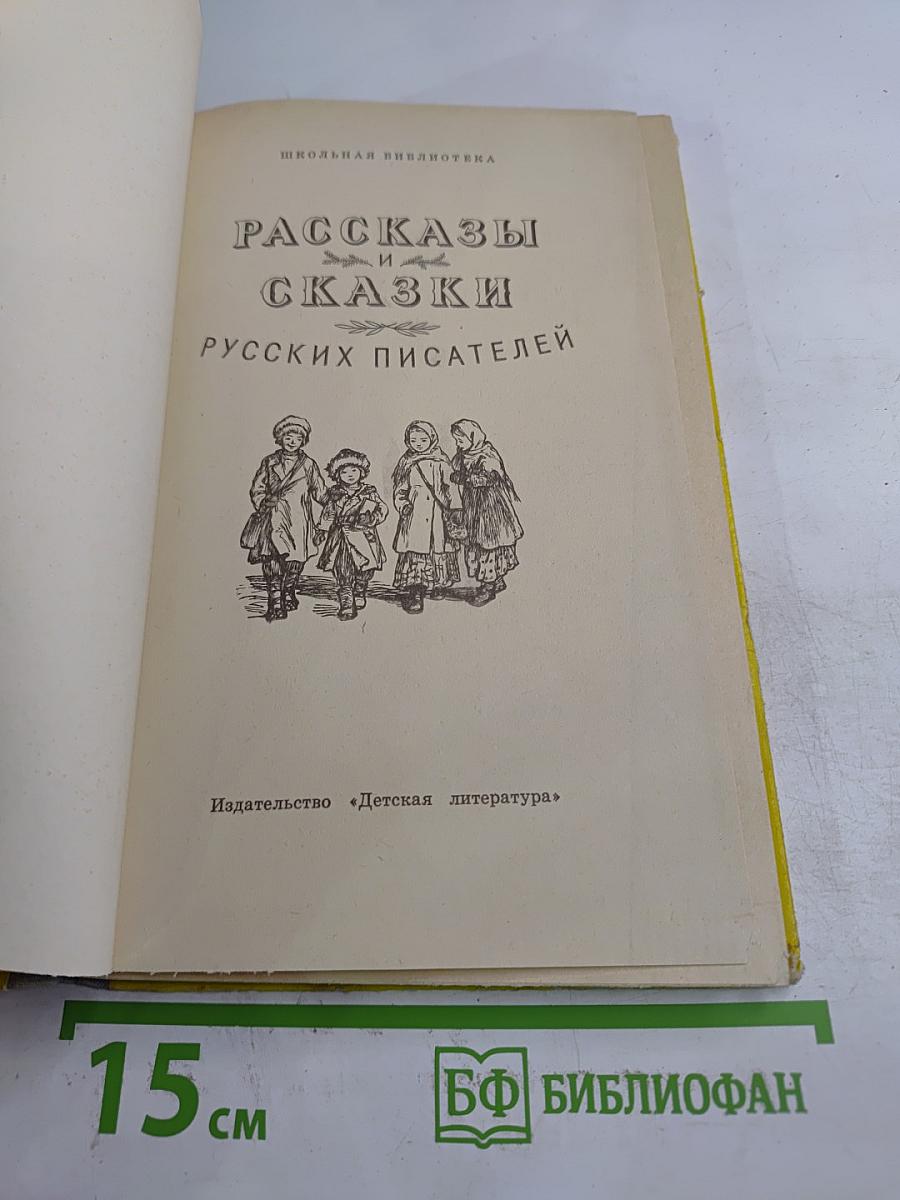 ШКОЛЬНАЯ БИБЛИОТЕКА
РАССКАЗЫ
И
СКАЗКИ
РУССКИХ ПИСАТЕЛЕЙ
Издательство «Детская литература»
15 см
БФ БИБЛИОФАН